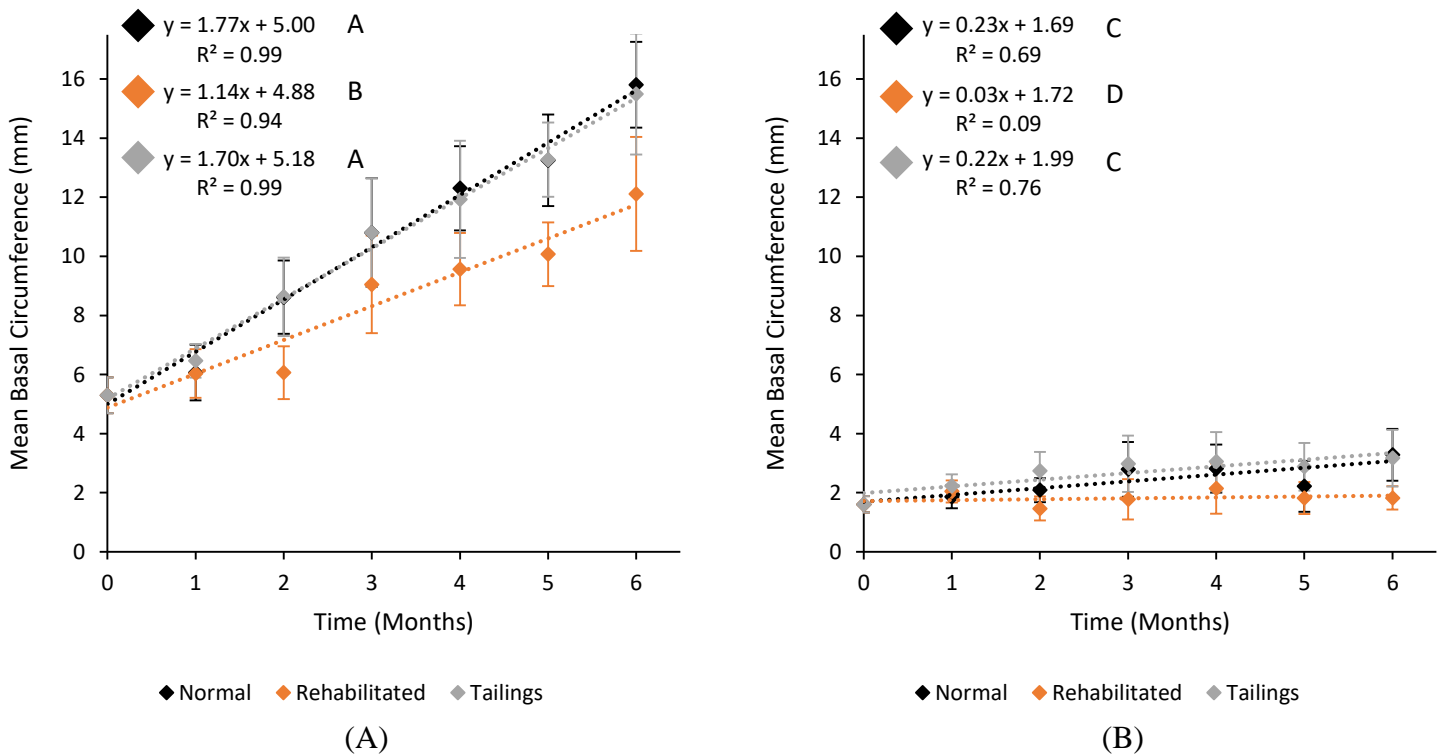 y = 1.77x + 5.00 A
R² = 0.99
y = 1.14x + 4.88 B
R² = 0.94
y = 1.70x + 5.18 A
R² = 0.99
Mean Basal Circumference (mm)
16
14
12
10
8
6
4
2
0
0 1 2 3 4 5 6
Time (Months)
Normal Rehabilitated Tailings
(A)
y = 0.23x + 1.69 C
R² = 0.69
y = 0.03x + 1.72 D
R² = 0.09
y = 0.22x + 1.99 C
R² = 0.76
Mean Basal Circumference (mm)
16
14
12
10
8
6
4
2
0
0 1 2 3 4 5 6
Time (Months)
Normal Rehabilitated Tailings
(B)